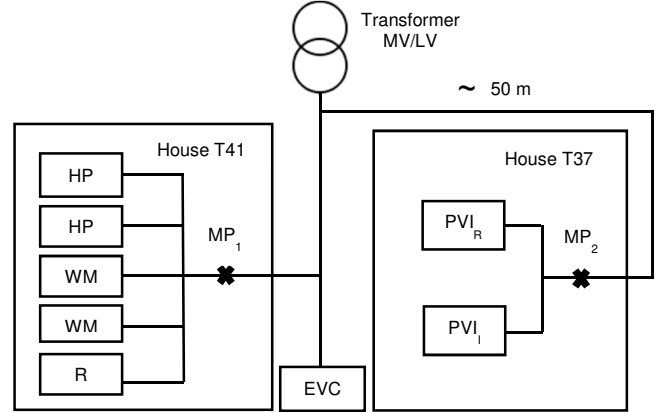 Transformer
MV/LV
~ 50 m
House T41
HP
HP
MP1
WM
WM
R
EVC
House T37
PVIR
MP2
PVII